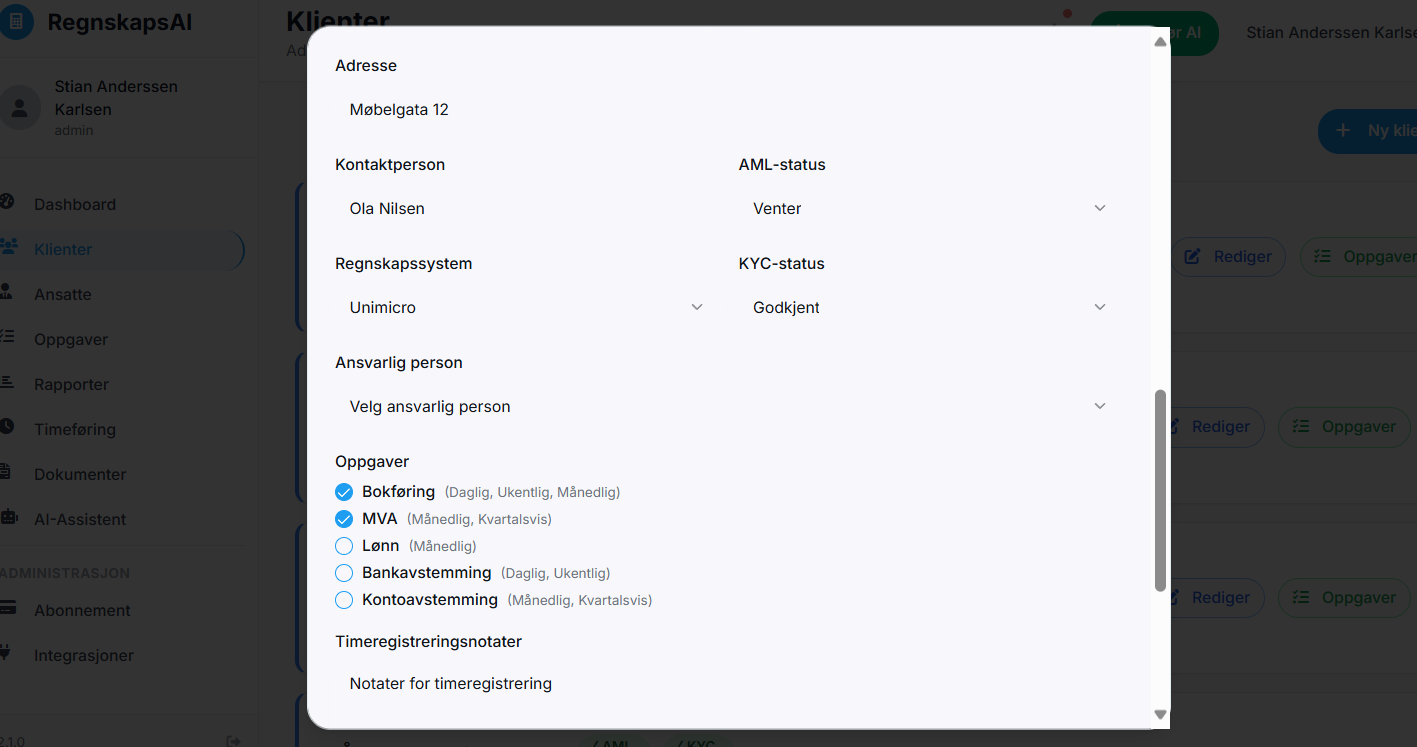 RegnskapsAI
Stian Anderssen
Karlsen
admin
Dashboard
Klienter
Ansatte
Oppgaver
Rapporter
Timeføring
Dokumenter
AI-Assistent
ADMINISTRASJON
Abonnement
Integrasjoner
2.1.0
Klienter
Ad
ør AI
Stian Anderssen Karlse
+ Ny klie
Adresse
Møbelgata 12
Kontaktperson
AML-status
Ola Nilsen
Venter
Regnskapssystem
KYC-status
Unimicro
Godkjent
Ansvarlig person
Velg ansvarlig person
Oppgaver
Bokføring (Daglig, Ukentlig, Månedlig)
MVA (Månedlig, Kvartalsvis)
Lønn (Månedlig)
Bankavstemming (Daglig, Ukentlig)
Kontoavstemming (Månedlig, Kvartalsvis)
Timeregistreringsnotater
Notater for timeregistrering
Rediger
Oppgaver
Rediger
Oppgaver
Rediger
Oppgaver
AML
KYC